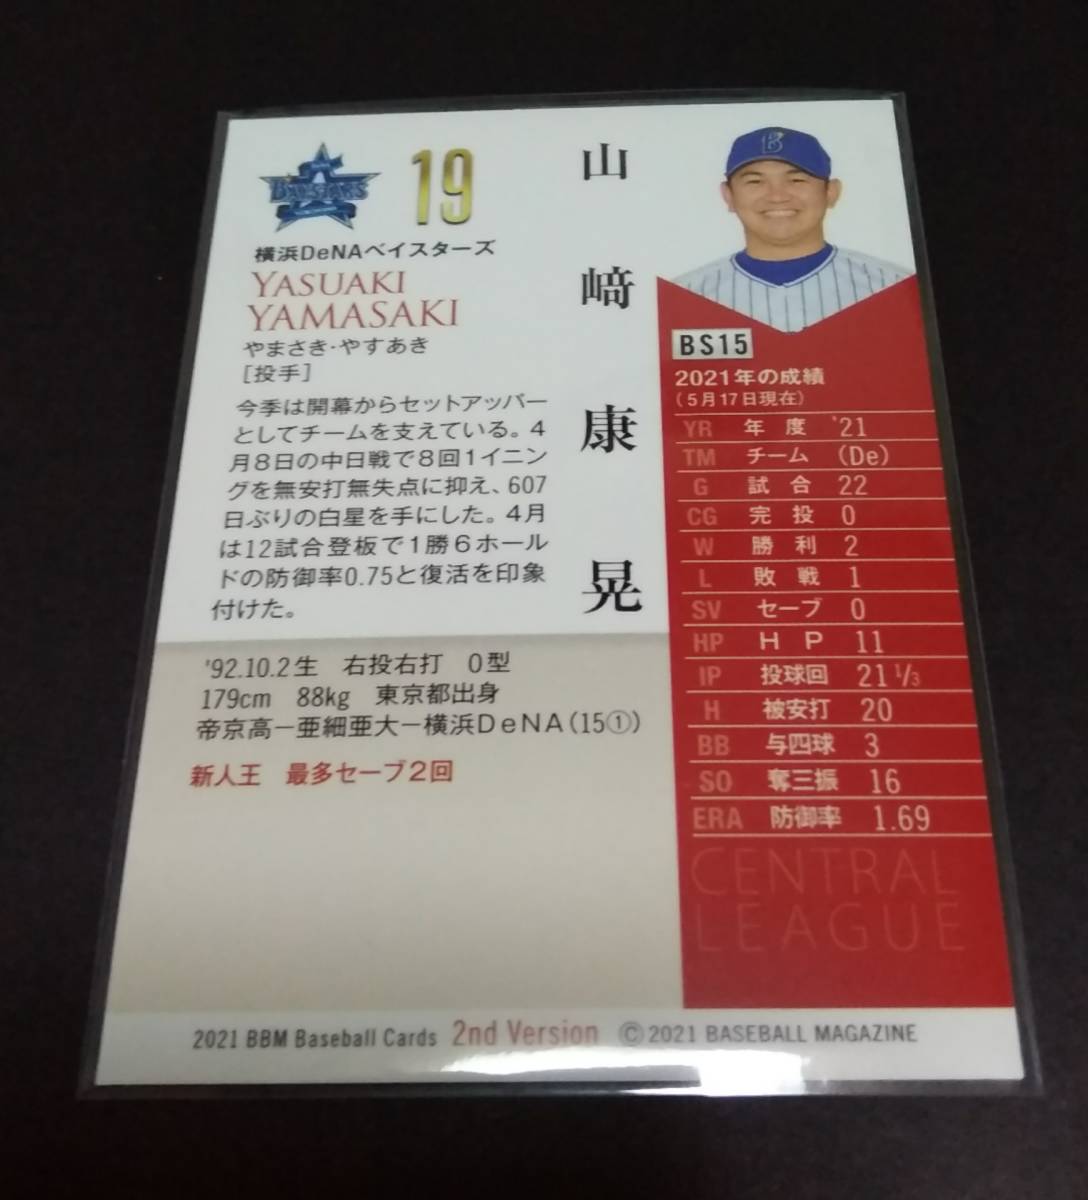 BAYSTARS
19
横浜DeNAベイスターズ
YASUAKI
YAMASAKI
やまさき・やすあき
［投手］
山﨑康晃
今季は開幕からセットアッパー
としてチームを支えている。4
月8日の中日戦で8回1イニン
グを無安打無失点に抑え、607
日ぶりの白星を手にした。4月
は12試合登板で1勝6ホール
ドの防御率0.75と復活を印象
付けた。
'92.10.2生　右投右打　O型
179cm　88kg　東京都出身
帝京高－亜細亜大－横浜DeNA（15①）
新人王　最多セーブ2回
B
BS15
2021年の成績
（5月17日現在）
YR 年度 '21
TM チーム (De)
G 試合 22
CG 完投 0
W 勝利 2
L 敗戦 1
SV セーブ 0
HP HP 11
IP 投球回 21 1/3
H 被安打 20
BB 与四球 3
SO 奪三振 16
ERA 防御率 1.69
CENTRAL
LEAGUE
2021 BBM Baseball Cards 2nd Version ©2021 BASEBALL MAGAZINE